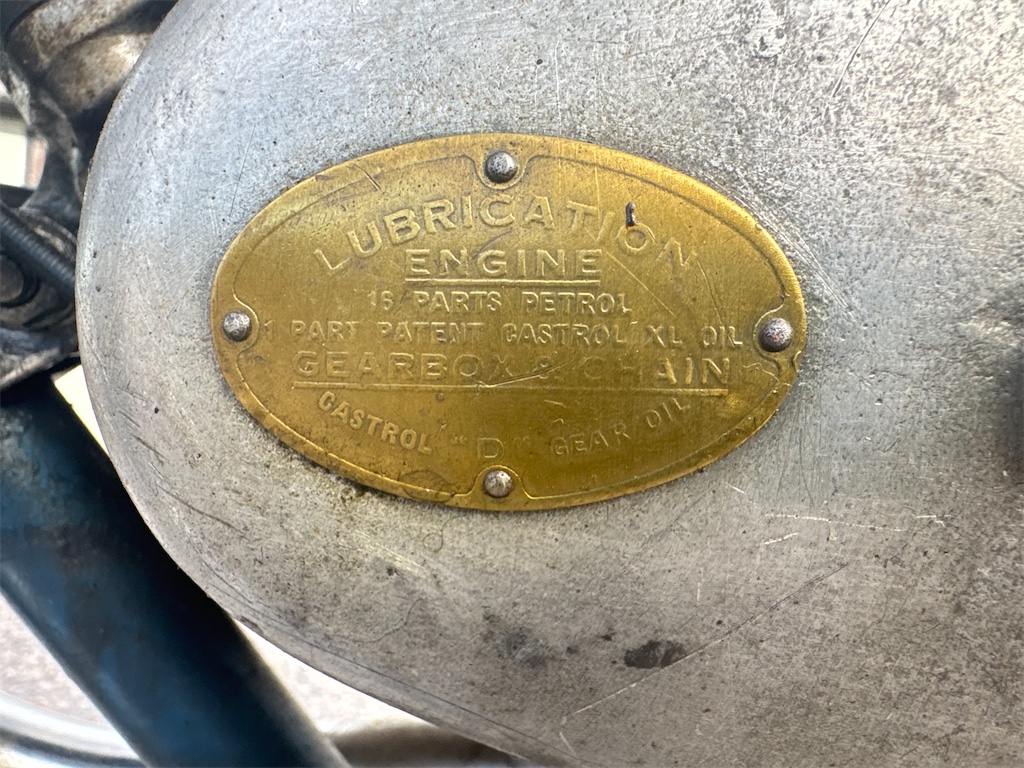 LUBRICATION
ENGINE
16 PARTS PETROL
1 PART PATENT CASTROL XL OIL
GEARBOX & CHAIN
CASTROL "D" GEAR OIL